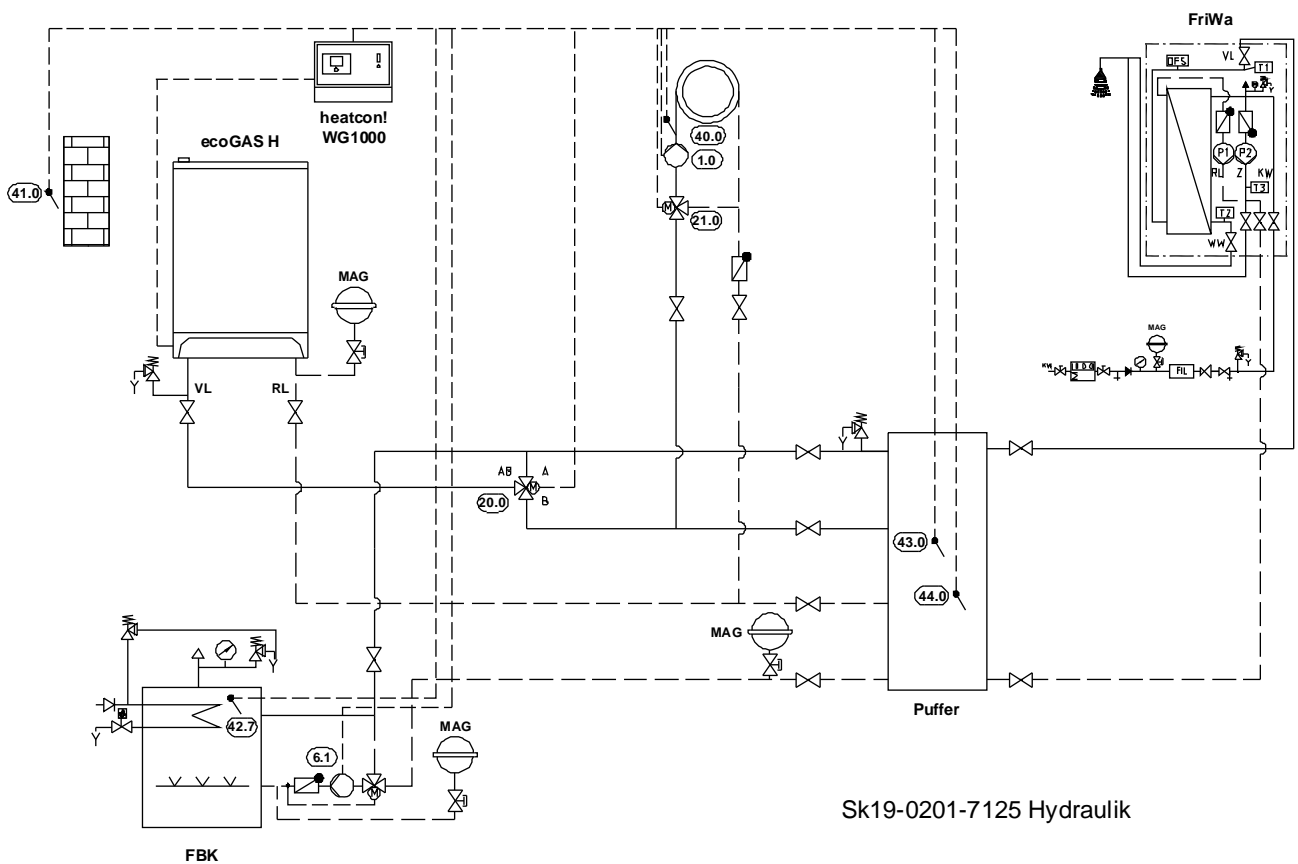 FriWa
VL
DFS
T1
heatcon!
WG1000
ecoGAS H
40.0
1.0
P1
P2
RL
Z
KW
T3
41.0
21.0
T2
WW
MAG
MAG
KW
FIL
VL
RL
AB
A
M
B
20.0
43.0
44.0
MAG
Puffer
42.7
MAG
6.1
M
M
Sk19-0201-7125 Hydraulik
FBK